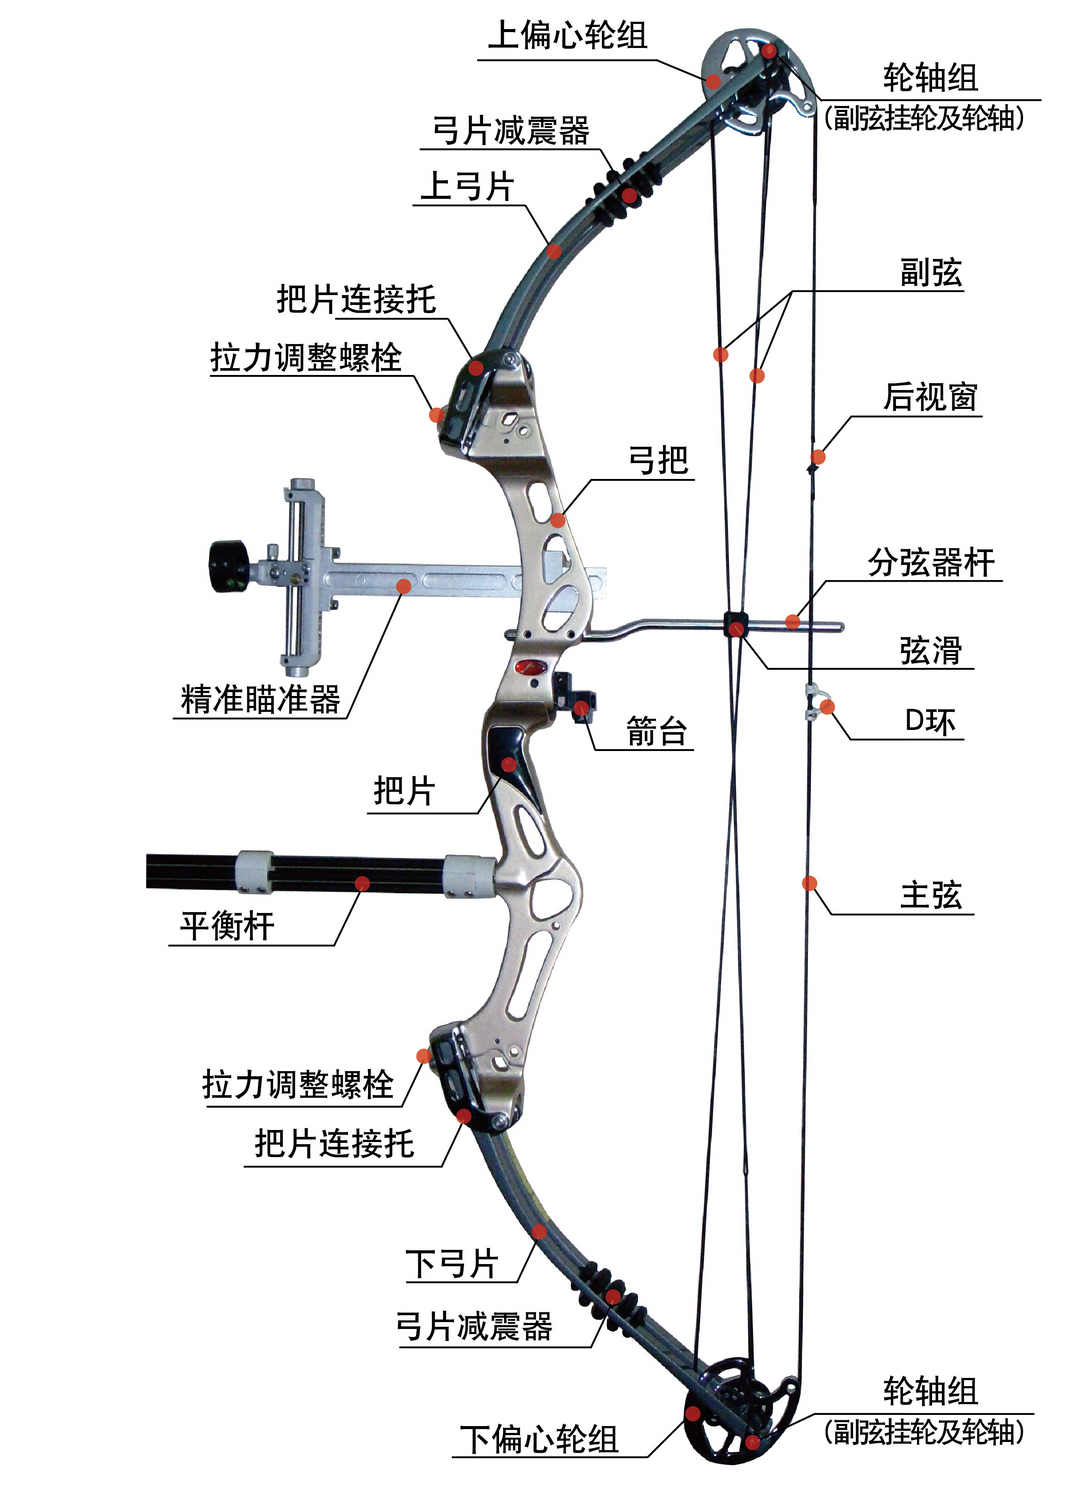 上偏心轮组
轮轴组
(副弦挂轮及轮轴)
弓片减震器
上弓片
副弦
把片连接托
拉力调整螺栓
后视窗
弓把
分弦器杆
弦滑
精准瞄准器
D环
箭台
把片
主弦
平衡杆
拉力调整螺栓
把片连接托
下弓片
弓片减震器
轮轴组
(副弦挂轮及轮轴)
下偏心轮组